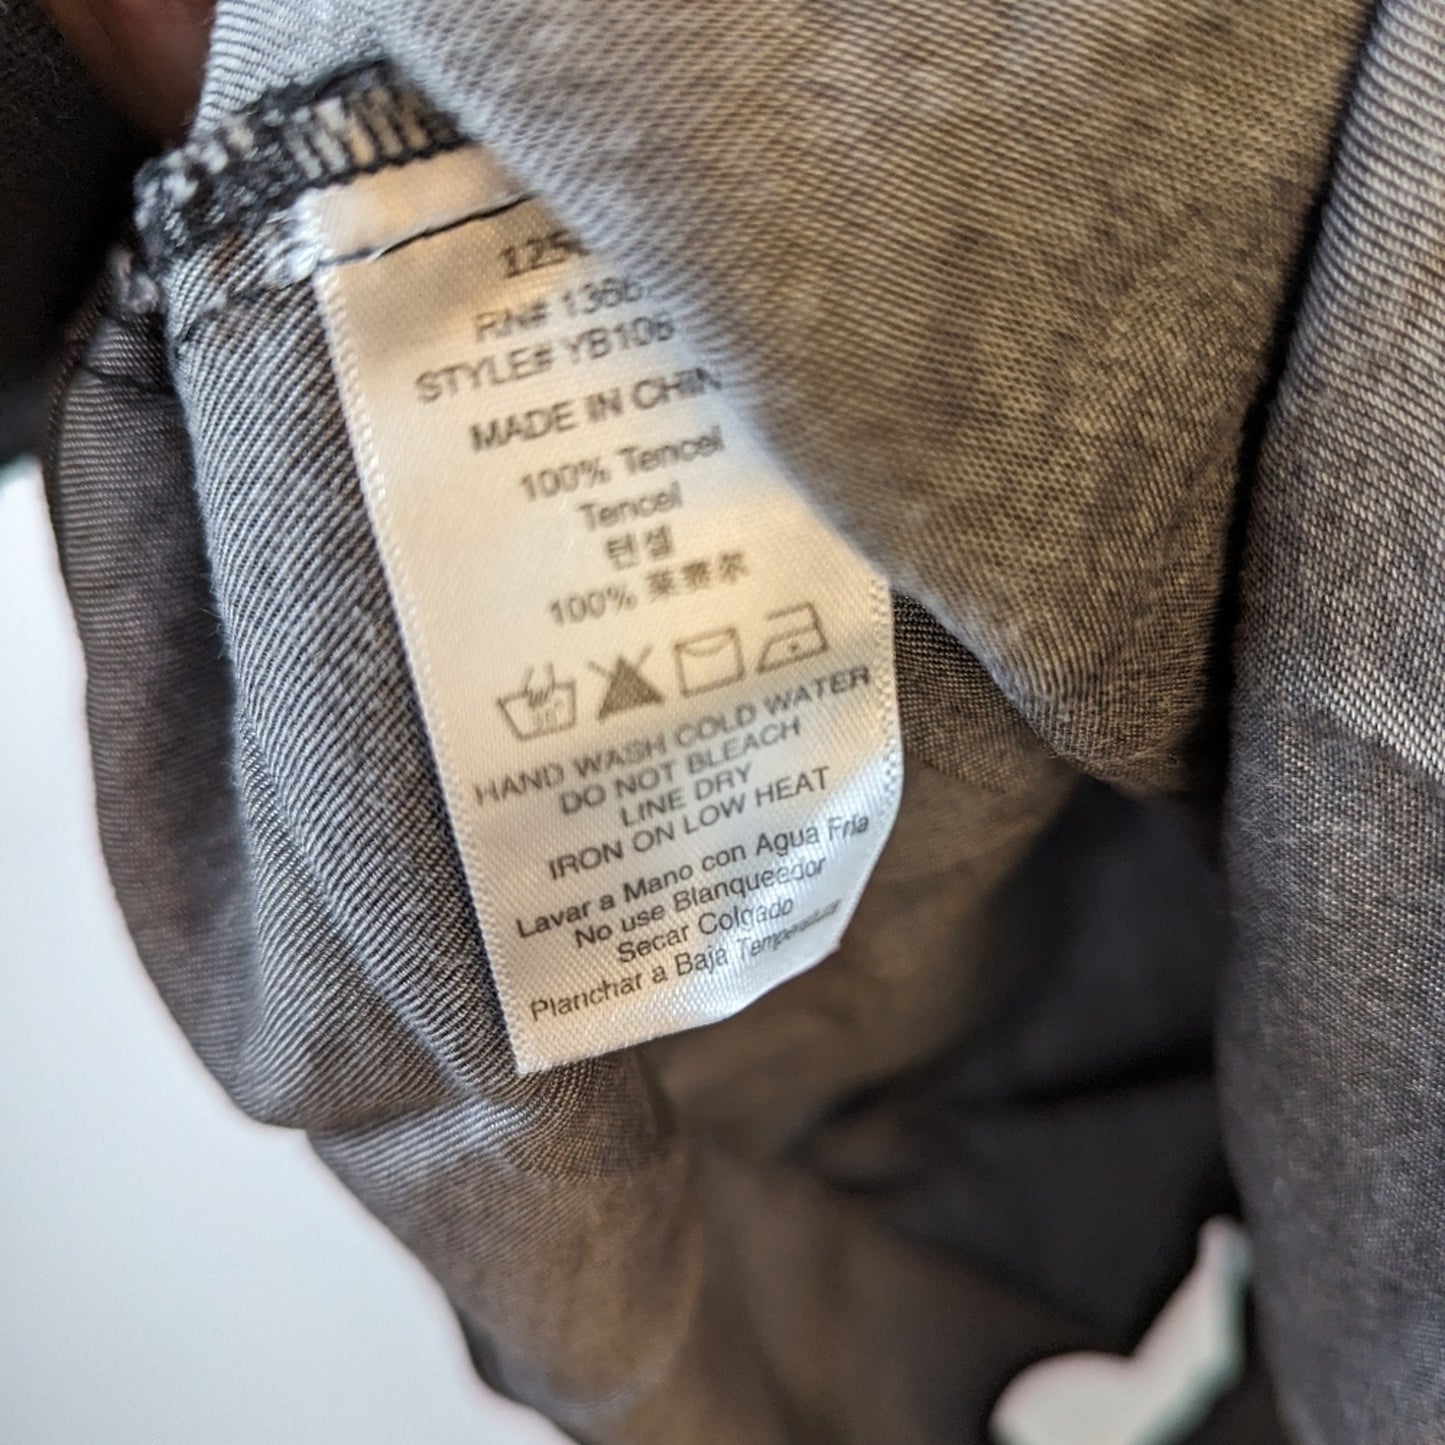 125
RN# 1366
STYLE# YB108
MADE IN CHIN
100% Tencel
Tencel
텐셀
100% 莱赛尔
HAND WASH COLD WATER
DO NOT BLEACH
LINE DRY
IRON ON LOW HEAT
Lavar a Mano con Agua Fria
No use Blanqueador
Secar Colgado
Planchar a Baja Temperatura